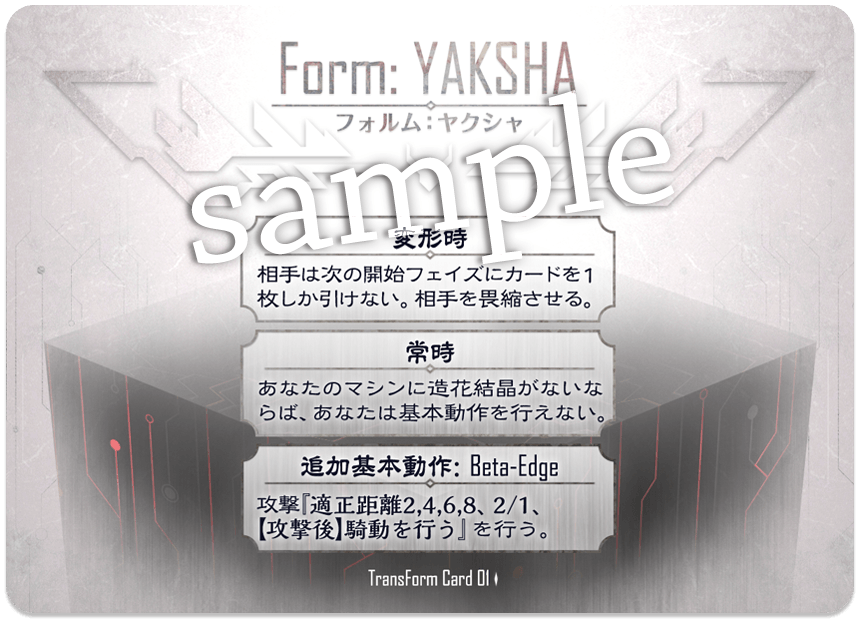 Form: YAKSHA
フォルム：ヤクシャ
sample
変形時
相手は次の開始フェイズにカードを1
枚しか引けない。相手を畏縮させる。
常時
あなたのマシンに造花結晶がないな
らば、あなたは基本動作を行えない。
追加基本動作: Beta-Edge
攻撃『適正距離2,4,6,8、2/1、
【攻撃後】騎動を行う』を行う。
TransForm Card 01